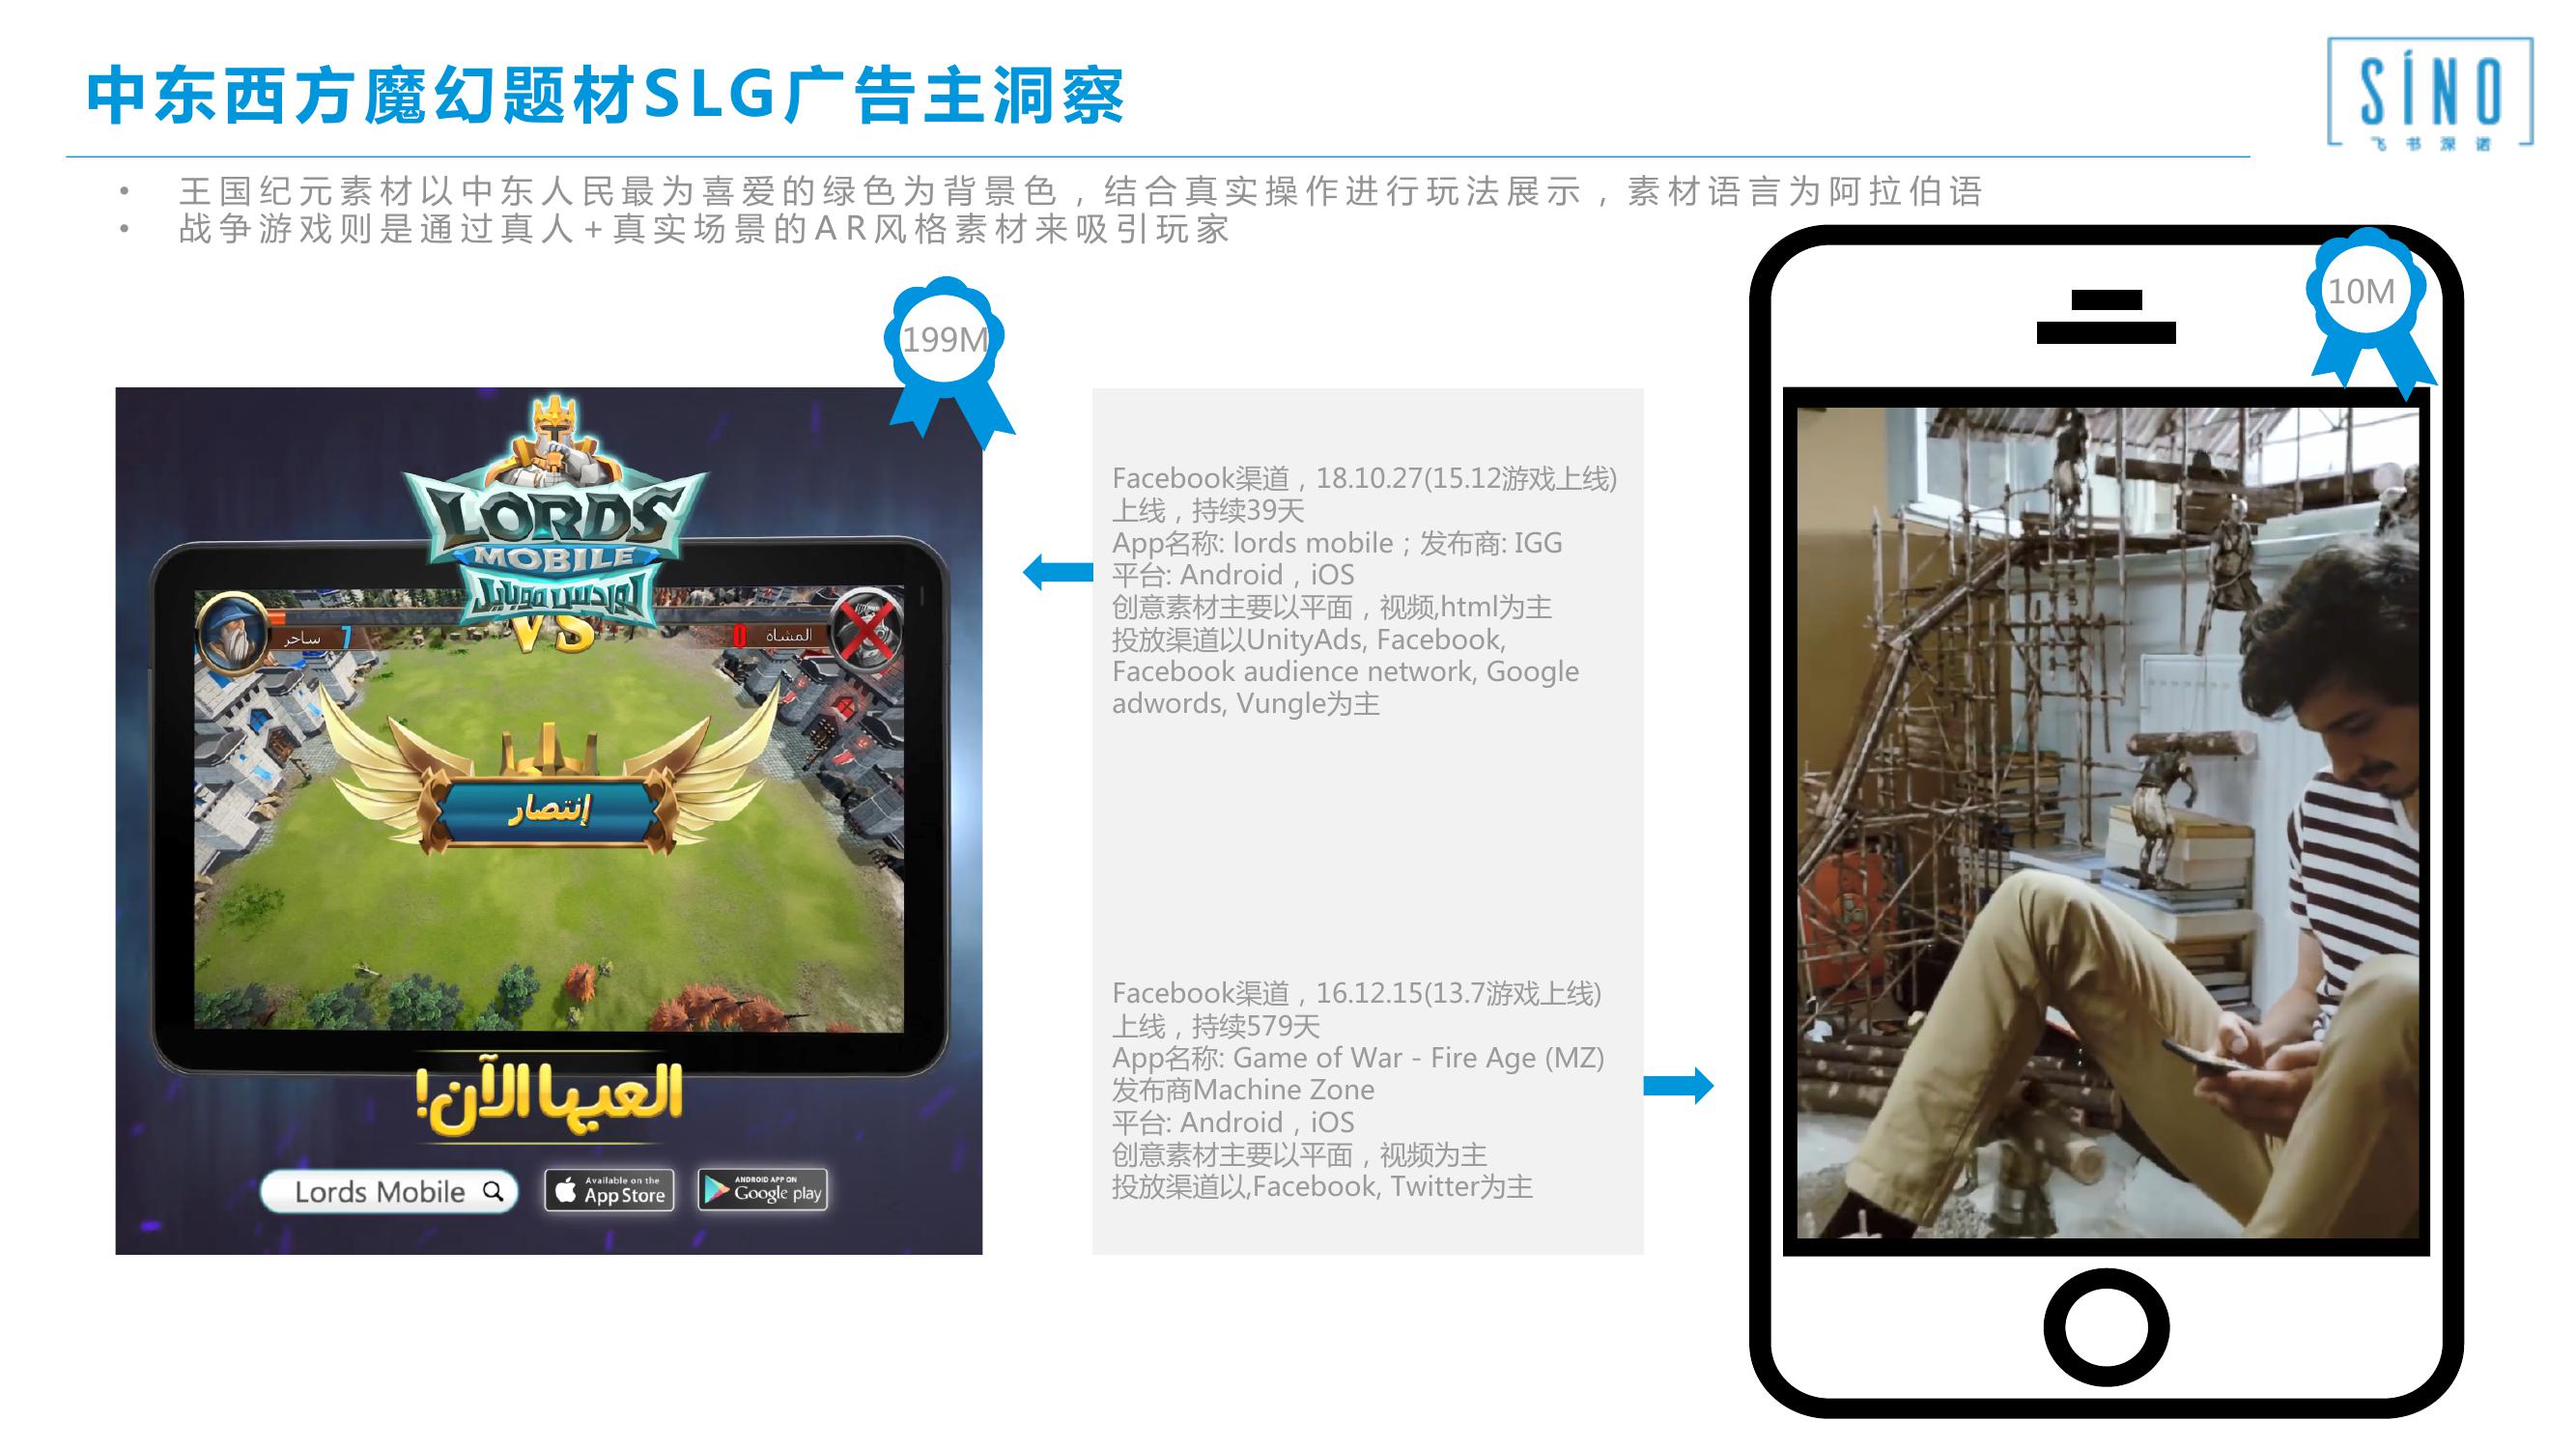 中东西方魔幻题材SLG广告主洞察
SINO
飞书深诺
• 王国纪元素材以中东人民最为喜爱的绿色为背景色，结合真实操作进行玩法展示，素材语言为阿拉伯语
• 战争游戏则是通过真人+真实场景的AR风格素材来吸引玩家
199M
10M
LORDS
MOBILE
لوردس موبايل
ساحر 7
VS
0 المشاة
إنتصار
العبها الآن!
Lords Mobile
Available on the
App Store
ANDROID APP ON
Google play
Facebook渠道，18.10.27(15.12游戏上线)
上线，持续39天
App名称: lords mobile；发布商: IGG
平台: Android，iOS
创意素材主要以平面，视频,html为主
投放渠道以UnityAds, Facebook,
Facebook audience network, Google
adwords, Vungle为主
Facebook渠道，16.12.15(13.7游戏上线)
上线，持续579天
App名称: Game of War - Fire Age (MZ)
发布商Machine Zone
平台: Android，iOS
创意素材主要以平面，视频为主
投放渠道以,Facebook, Twitter为主